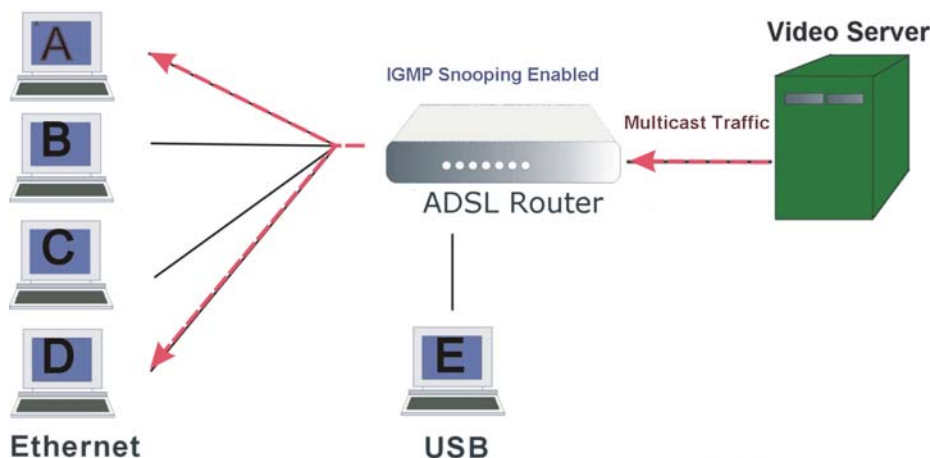 Video Server
IGMP Snooping Enabled
Multicast Traffic
ADSL Router
A
B
C
D
E
Ethernet
USB